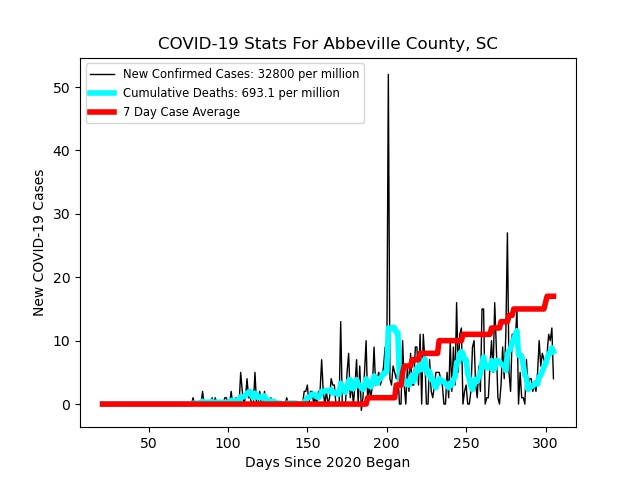 COVID-19 Stats For Abbeville County, SC
New Confirmed Cases: 32800 per million
Cumulative Deaths: 693.1 per million
7 Day Case Average
New COVID-19 Cases
50
40
30
20
10
0
50 100 150 200 250 300
Days Since 2020 Began